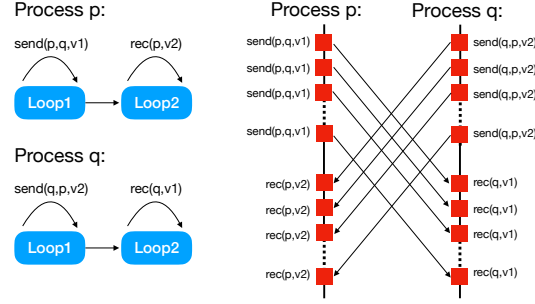 Process p:
send(p,q,v1)
rec(p,v2)
Loop1
Loop2
Process q:
send(q,p,v2)
rec(q,v1)
Loop1
Loop2
Process p:
Process q:
send(p,q,v1)
send(q,p,v2)
send(p,q,v1)
send(q,p,v2)
send(p,q,v1)
send(q,p,v2)
send(p,q,v1)
send(q,p,v2)
rec(p,v2)
rec(q,v1)
rec(p,v2)
rec(q,v1)
rec(p,v2)
rec(q,v1)
rec(p,v2)
rec(q,v1)